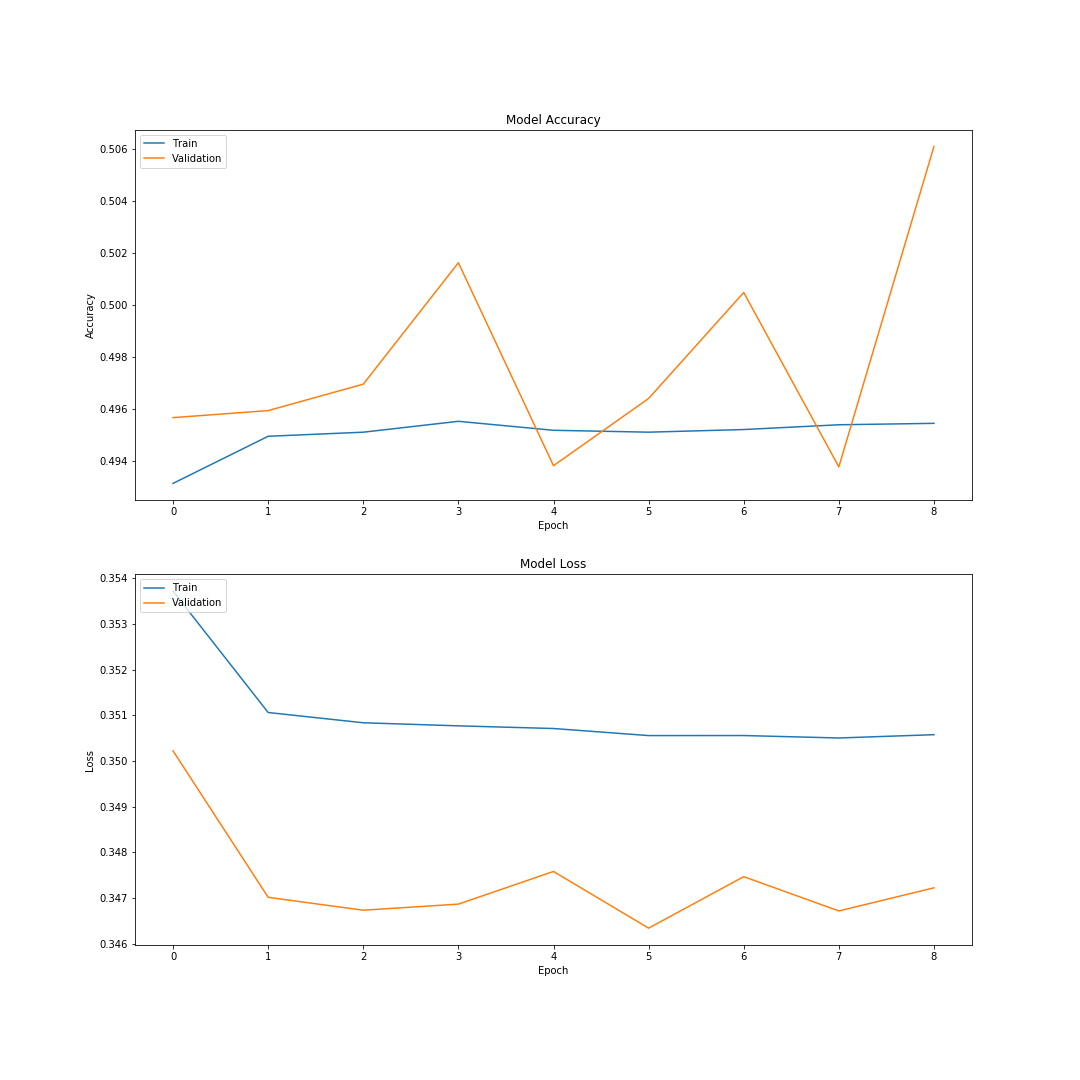 Model Accuracy
Train
Validation
0.506
0.504
0.502
0.500
0.498
0.496
0.494
Accuracy
0 1 2 3 4 5 6 7 8
Epoch
Model Loss
Train
Validation
0.354
0.353
0.352
0.351
0.350
0.349
0.348
0.347
0.346
Loss
0 1 2 3 4 5 6 7 8
Epoch